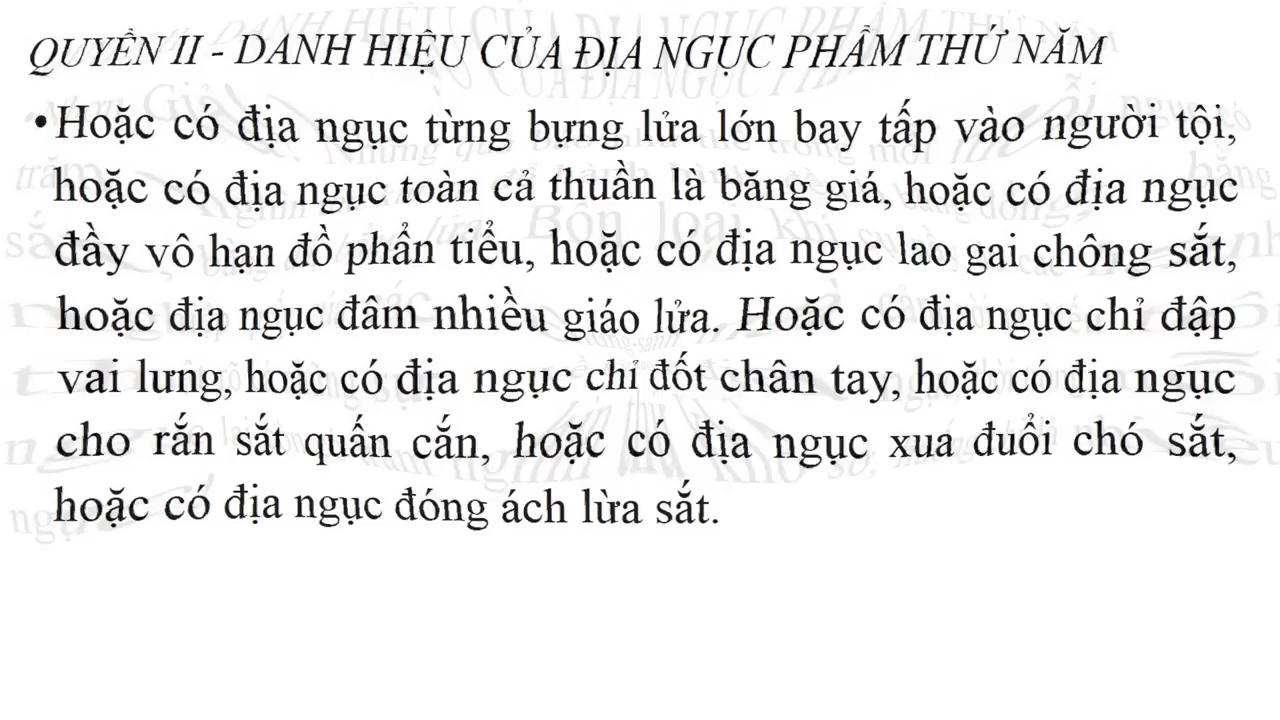 QUYỂN II - DANH HIỆU CỦA ĐỊA NGỤC PHẨM THỨ NĂM
•Hoặc có địa ngục từng bựng lửa lớn bay tấp vào người tội,
hoặc có địa ngục toàn cả thuần là băng giá, hoặc có địa ngục
đầy vô hạn đồ phẩn tiểu, hoặc có địa ngục lao gai chông sắt,
hoặc địa ngục đâm nhiều giáo lửa. Hoặc có địa ngục chỉ đập
vai lưng, hoặc có địa ngục chỉ đốt chân tay, hoặc có địa ngục
cho rắn sắt quấn cắn, hoặc có địa ngục xua đuổi chó sắt,
hoặc có địa ngục đóng ách lừa sắt.